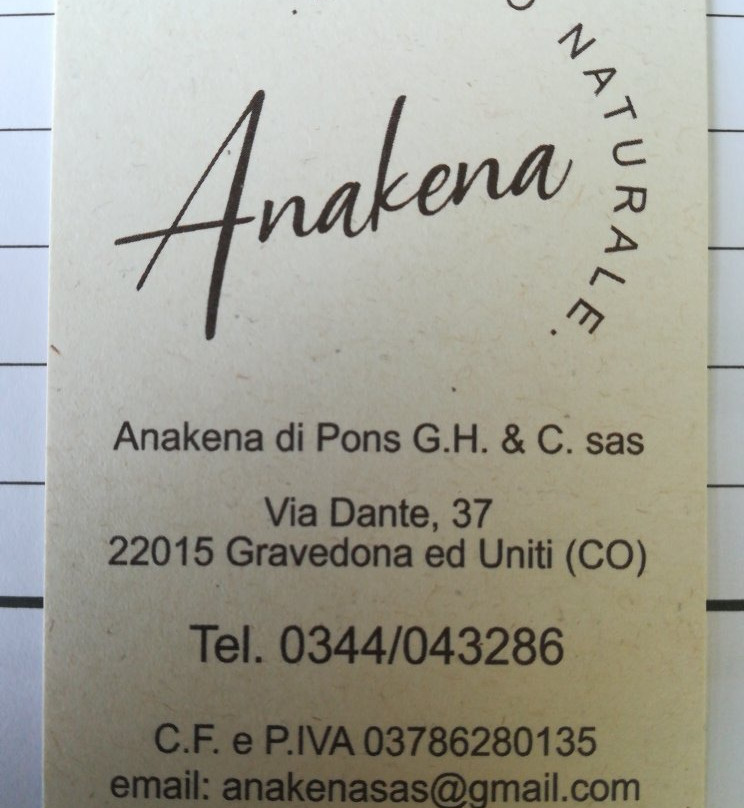 NATURALE.
Anakena
Anakena di Pons G.H. & C. sas
Via Dante, 37
22015 Gravedona ed Uniti (CO)
Tel. 0344/043286
C.F. e P.IVA 03786280135
email: anakenasas@gmail.com